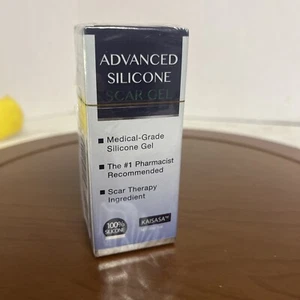 ADVANCED
SILICONE
SCAR GEL
Medical-Grade
Silicone Gel
The #1 Pharmacist
Recommended
Scar Therapy
Ingredient
100%
SILICONE
KAISASA